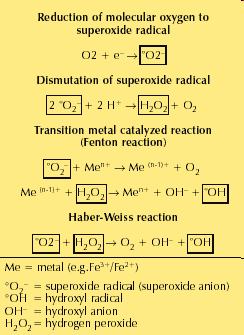 Reduction of molecular oxygen to
superoxide radical
O2 + e⁻ → °O2⁻
Dismutation of superoxide radical
2 °O₂⁻ + 2 H⁺ → H₂O₂ + O₂
Transition metal catalyzed reaction
(Fenton reaction)
°O₂⁻ + Meⁿ⁺ → Me ⁽ⁿ⁻¹⁾⁺ + O₂
Me ⁽ⁿ⁻¹⁾⁺ + H₂O₂ → Meⁿ⁺ + OH⁻ + °OH
Haber-Weiss reaction
°O2⁻ + H₂O₂ → O₂ + OH⁻ + °OH
Me = metal (e.g.Fe³⁺/Fe²⁺)
°O₂⁻ = superoxide radical (superoxide anion)
°OH = hydroxyl radical
OH⁻ = hydroxyl anion
H₂O₂ = hydrogen peroxide